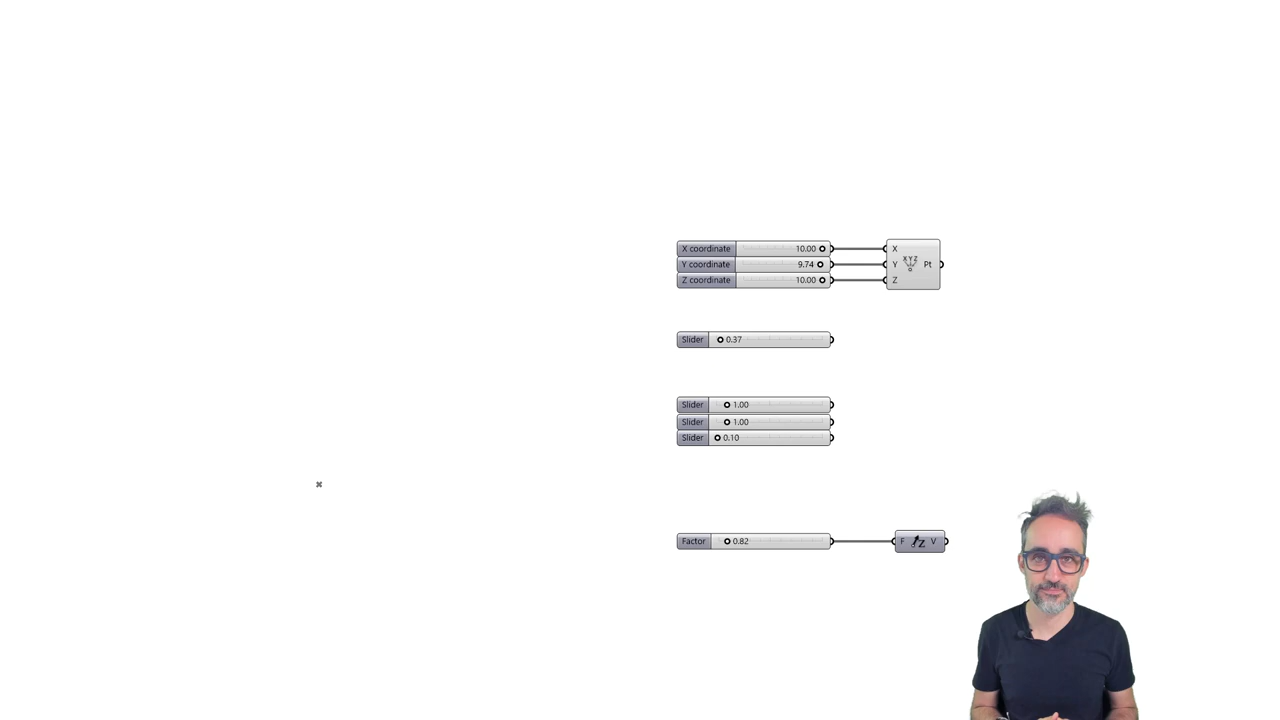 X coordinate 10.00 X
Y coordinate 9.74 Y XYZ Pt
Z coordinate 10.00 Z
Slider 0.37
Slider 1.00
Slider 1.00
Slider 0.10
Factor 0.82 F Z V